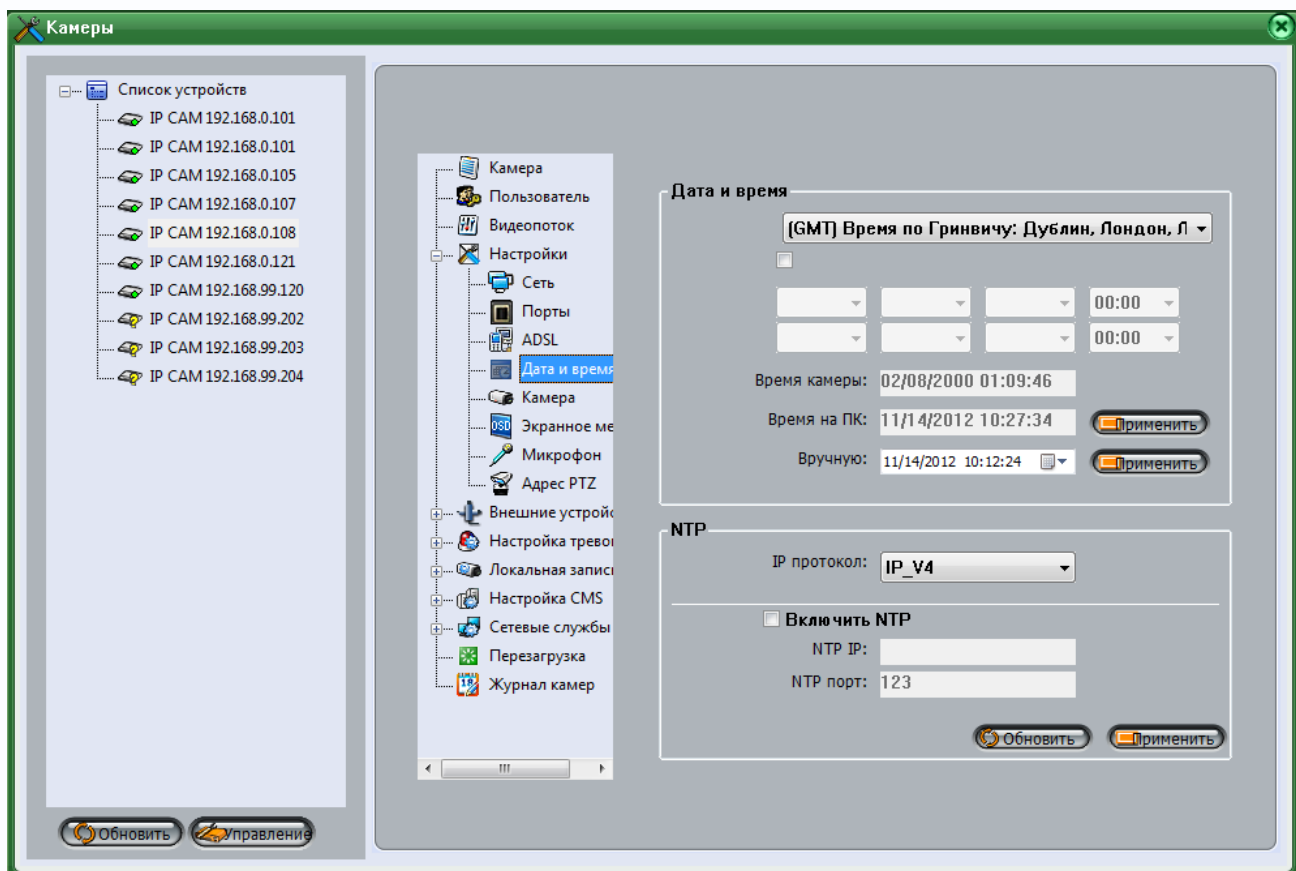 Камеры
Список устройств
IP CAM 192.168.0.101
IP CAM 192.168.0.101
IP CAM 192.168.0.105
IP CAM 192.168.0.107
IP CAM 192.168.0.108
IP CAM 192.168.0.121
IP CAM 192.168.99.120
IP CAM 192.168.99.202
IP CAM 192.168.99.203
IP CAM 192.168.99.204
Обновить
Управление
Камера
Пользователь
Видеопоток
Настройки
Сеть
Порты
ADSL
Дата и время
Камера
OSD Экранное ме
Микрофон
Адрес PTZ
Внешние устройс
Настройка тревог
Локальная запись
Настройка CMS
Сетевые службы
Перезагрузка
18 Журнал камер
Дата и время
(GMT) Время по Гринвичу: Дублин, Лондон, Л
00:00
00:00
Время камеры: 02/08/2000 01:09:46
Время на ПК: 11/14/2012 10:27:34 Применить
Вручную: 11/14/2012 10:12:24 Применить
NTP
IP протокол: IP_V4
Включить NTP
NTP IP:
NTP порт: 123
Обновить Применить